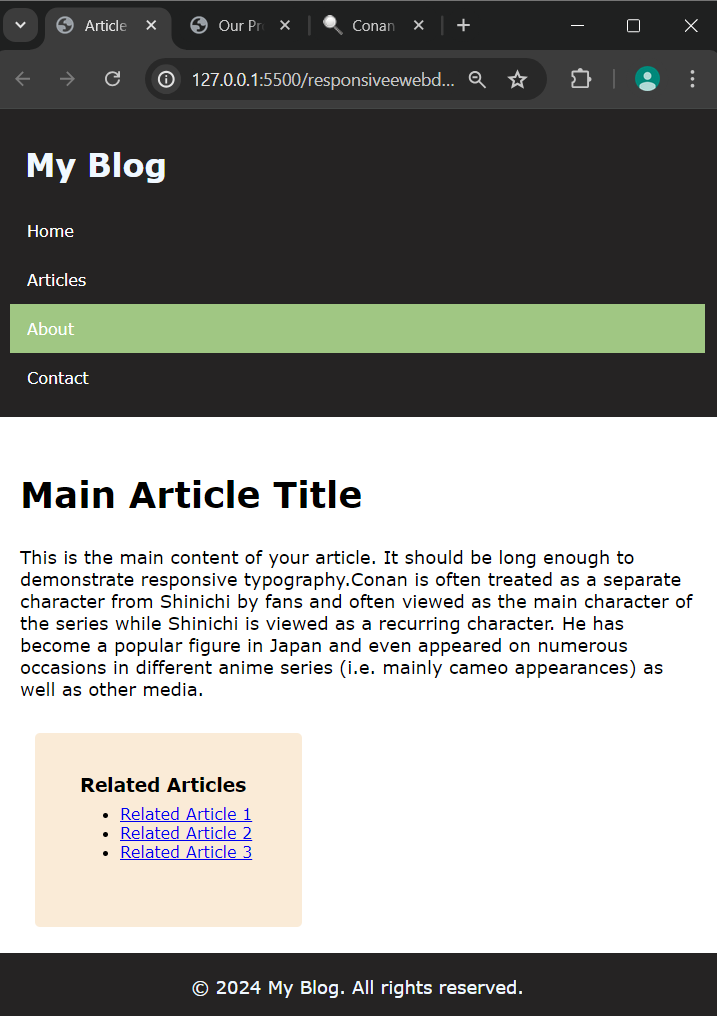 Article
Our Pr
Conan
127.0.0.1:5500/responsiveewebd...
My Blog
Home
Articles
About
Contact
Main Article Title
This is the main content of your article. It should be long enough to
demonstrate responsive typography.Conan is often treated as a separate
character from Shinichi by fans and often viewed as the main character of
the series while Shinichi is viewed as a recurring character. He has
become a popular figure in Japan and even appeared on numerous
occasions in different anime series (i.e. mainly cameo appearances) as
well as other media.
Related Articles
• Related Article 1
• Related Article 2
• Related Article 3
© 2024 My Blog. All rights reserved.